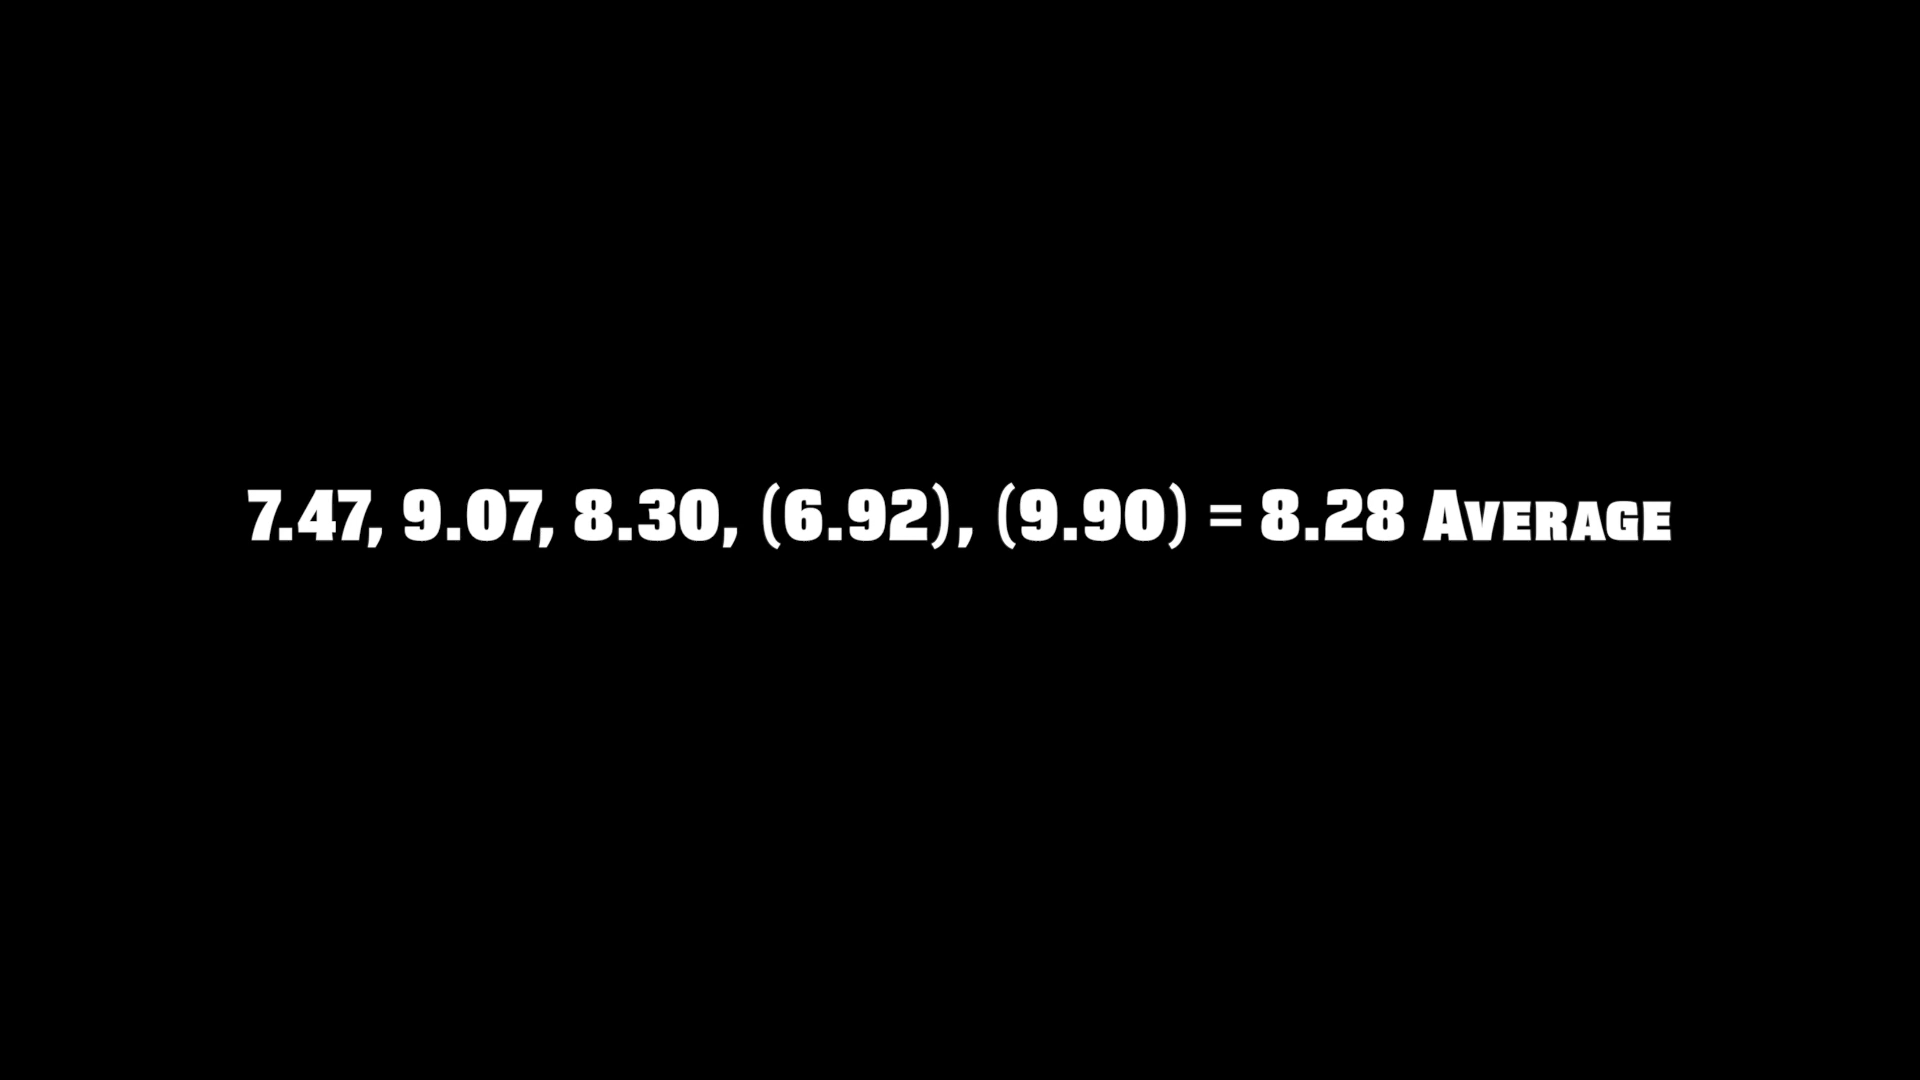 7.47, 9.07, 8.30, (6.92), (9.90) = 8.28 AVERAGE